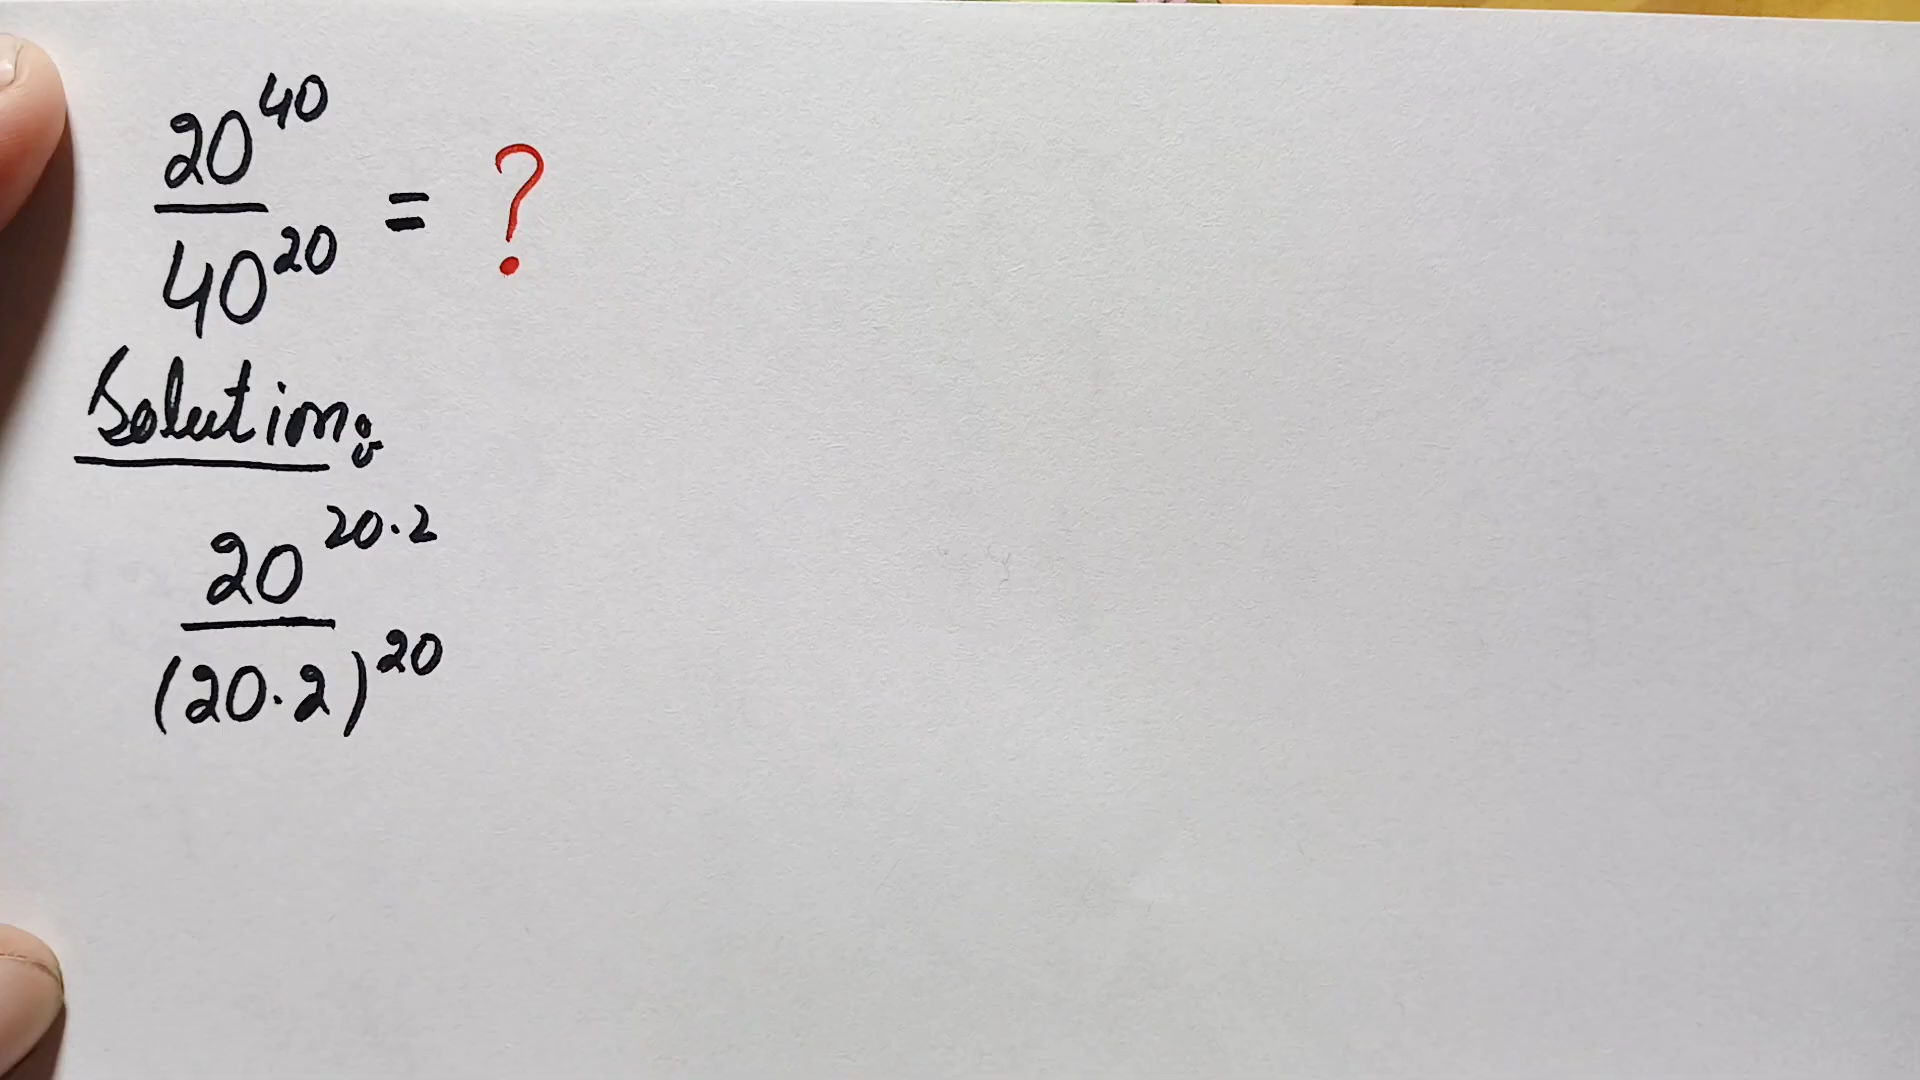 20^40
—— = ?
40^20
Solution:
20^20.2
——
(20.2)^20